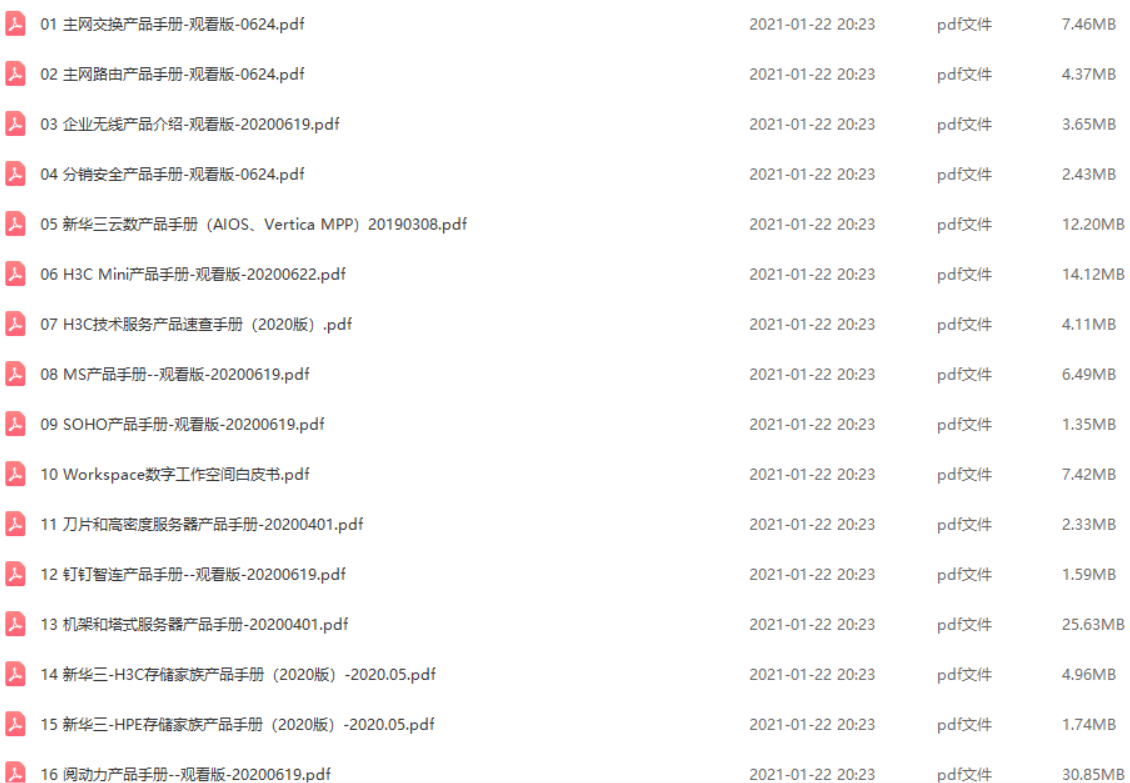 01 主网交换产品手册-观看版-0624.pdf 2021-01-22 20:23 pdf文件 7.46MB
02 主网路由产品手册-观看版-0624.pdf 2021-01-22 20:23 pdf文件 4.37MB
03 企业无线产品介绍-观看版-20200619.pdf 2021-01-22 20:23 pdf文件 3.65MB
04 分销安全产品手册-观看版-0624.pdf 2021-01-22 20:23 pdf文件 2.43MB
05 新华三云数产品手册（AIOS、Vertica MPP）20190308.pdf 2021-01-22 20:23 pdf文件 12.20MB
06 H3C Mini产品手册-观看版-20200622.pdf 2021-01-22 20:23 pdf文件 14.12MB
07 H3C技术服务产品速查手册（2020版）.pdf 2021-01-22 20:23 pdf文件 4.11MB
08 MS产品手册--观看版-20200619.pdf 2021-01-22 20:23 pdf文件 6.49MB
09 SOHO产品手册-观看版-20200619.pdf 2021-01-22 20:23 pdf文件 1.35MB
10 Workspace数字工作空间白皮书.pdf 2021-01-22 20:23 pdf文件 7.42MB
11 刀片和高密度服务器产品手册-20200401.pdf 2021-01-22 20:23 pdf文件 2.33MB
12 钉钉智连产品手册--观看版-20200619.pdf 2021-01-22 20:23 pdf文件 1.59MB
13 机架和塔式服务器产品手册-20200401.pdf 2021-01-22 20:23 pdf文件 25.63MB
14 新华三-H3C存储家族产品手册（2020版）-2020.05.pdf 2021-01-22 20:23 pdf文件 4.96MB
15 新华三-HPE存储家族产品手册（2020版）-2020.05.pdf 2021-01-22 20:23 pdf文件 1.74MB
16 阅动力产品手册--观看版-20200619.pdf 2021-01-22 20:23 pdf文件 30.85MB